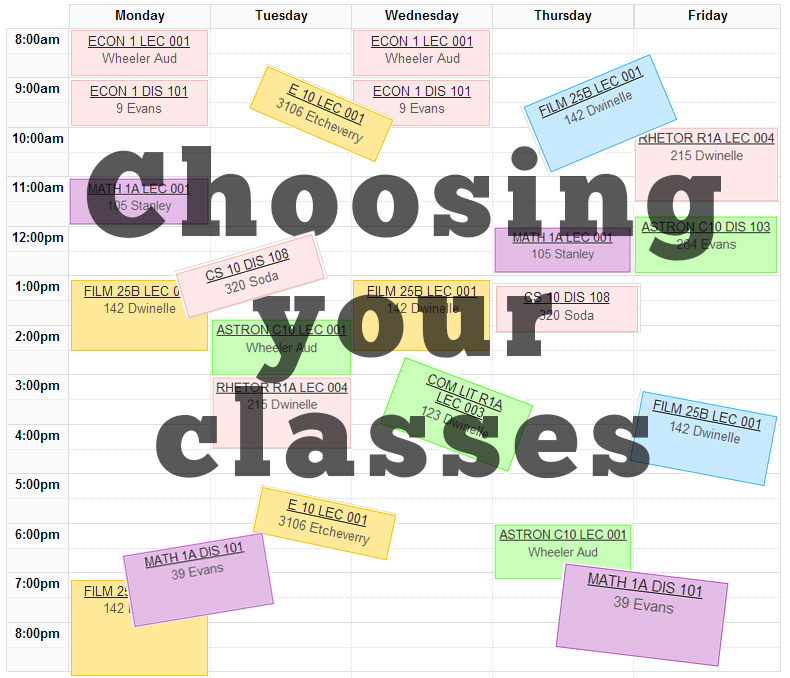 Monday Tuesday Wednesday Thursday Friday
8:00am
9:00am
10:00am
11:00am
12:00pm
1:00pm
2:00pm
3:00pm
4:00pm
5:00pm
6:00pm
7:00pm
8:00pm
ECON 1 LEC 001
Wheeler Aud
ECON 1 DIS 101
9 Evans
MATH 1A LEC 001
105 Stanley
FILM 25B LEC 0
142 Dwinelle
FILM 25
142
MATH 1A DIS 101
39 Evans
E 10 LEC 001
3106 Etcheverry
CS 10 DIS 108
320 Soda
ASTRON C10 LEC 001
Wheeler Aud
RHETOR R1A LEC 004
215 Dwinelle
E 10 LEC 001
3106 Etcheverry
ECON 1 LEC 001
Wheeler Aud
ECON 1 DIS 101
9 Evans
FILM 25B LEC 001
142 Dwinelle
COM LIT R1A
LEC 003
123 Dwinelle
FILM 25B LEC 001
142 Dwinelle
MATH 1A LEC 001
105 Stanley
CS 10 DIS 108
320 Soda
ASTRON C10 LEC 001
Wheeler Aud
MATH 1A DIS 101
39 Evans
RHETOR R1A LEC 004
215 Dwinelle
ASTRON C10 DIS 103
264 Evans
FILM 25B LEC 001
142 Dwinelle
Choosing
your
classes